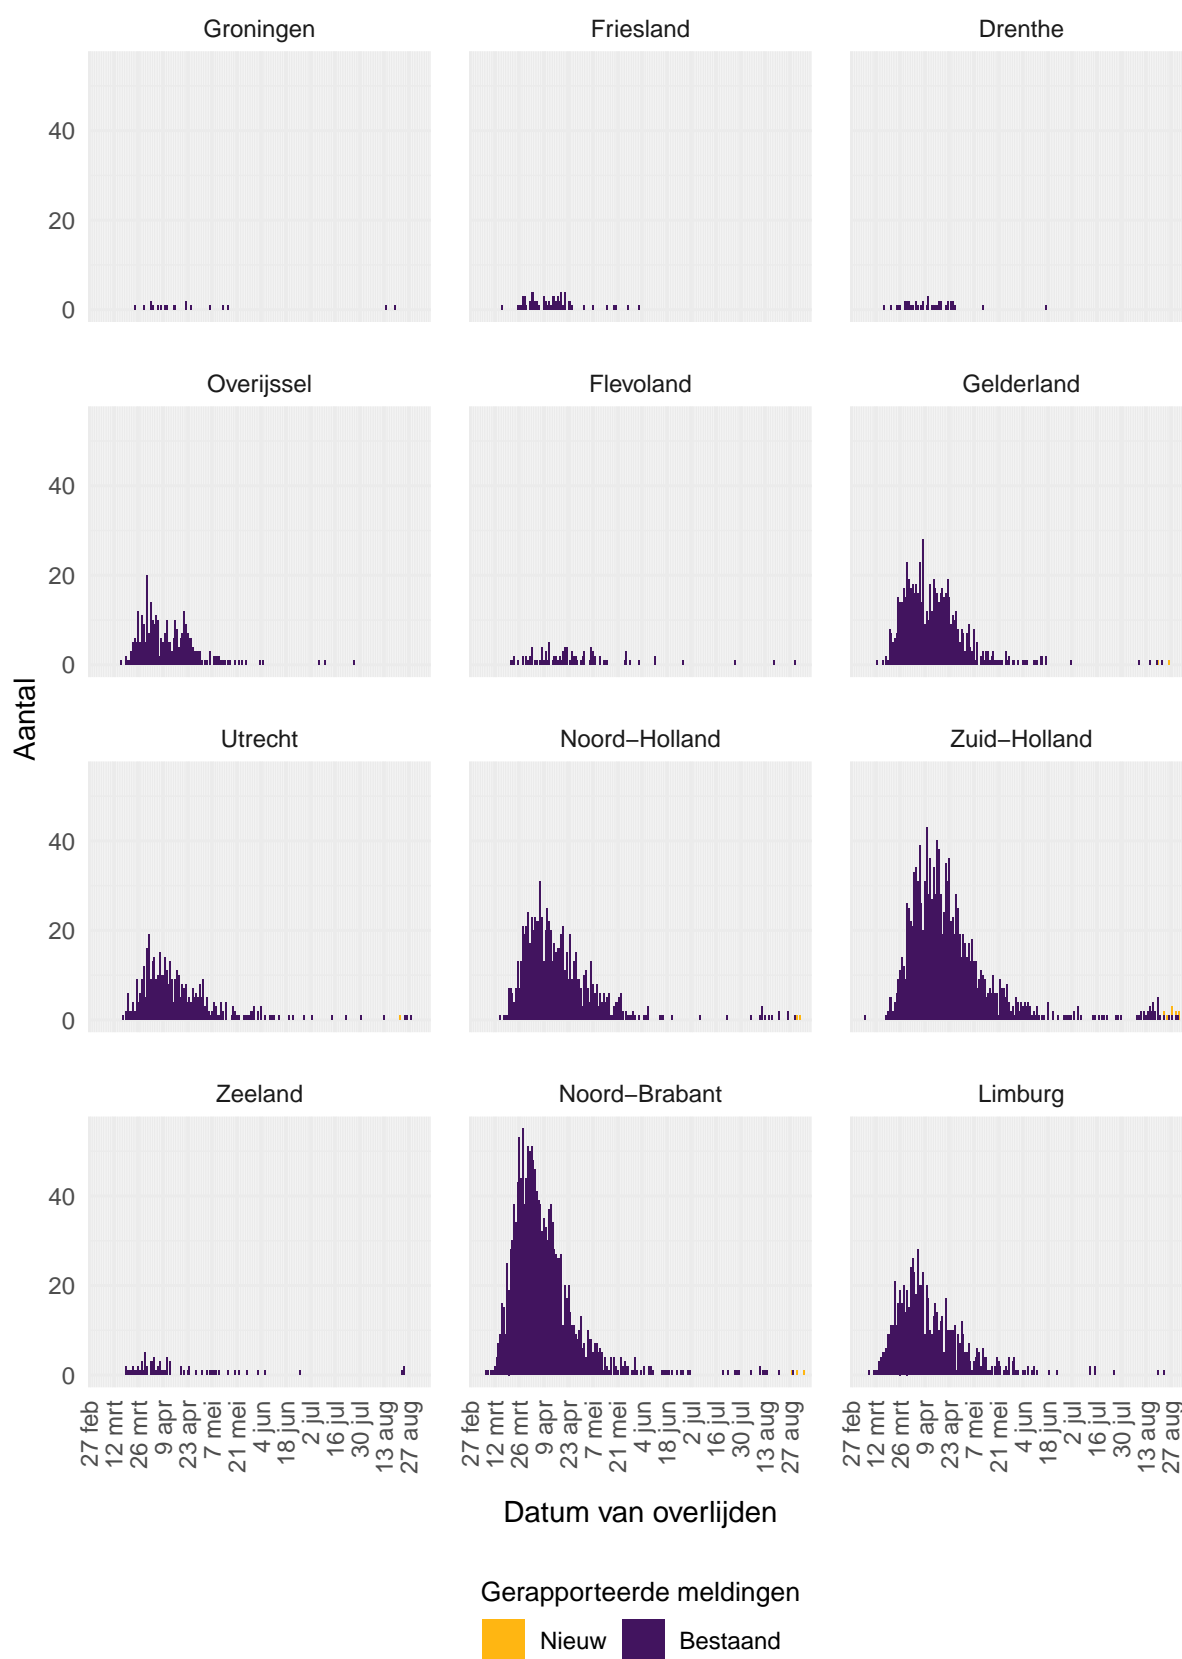 Groningen
Friesland
Drenthe
40
20
0
Overijssel
Flevoland
Gelderland
40
20
0
Aantal
Utrecht
Noord−Holland
Zuid−Holland
40
20
0
Zeeland
Noord−Brabant
Limburg
40
20
0
27 feb
12 mrt
26 mrt
9 apr
23 apr
7 mei
21 mei
4 jun
18 jun
2 jul
16 jul
30 jul
13 aug
27 aug
27 feb
12 mrt
26 mrt
9 apr
23 apr
7 mei
21 mei
4 jun
18 jun
2 jul
16 jul
30 jul
13 aug
27 aug
27 feb
12 mrt
26 mrt
9 apr
23 apr
7 mei
21 mei
4 jun
18 jun
2 jul
16 jul
30 jul
13 aug
27 aug
Datum van overlijden
Gerapporteerde meldingen
Nieuw
Bestaand